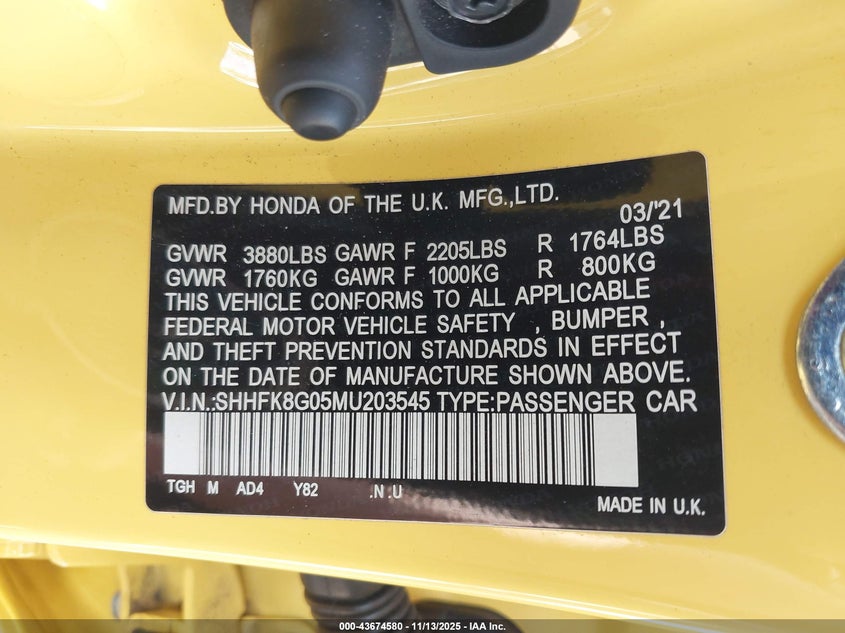 MFD.BY HONDA OF THE U.K. MFG.,LTD.
03/'21
GVWR 3880LBS GAWR F 2205LBS R 1764LBS
GVWR 1760KG GAWR F 1000KG R 800KG
THIS VEHICLE CONFORMS TO ALL APPLICABLE
FEDERAL MOTOR VEHICLE SAFETY , BUMPER ,
AND THEFT PREVENTION STANDARDS IN EFFECT
ON THE DATE OF MANUFACTURE SHOWN ABOVE.
V.I.N.:SHHFK8G05MU203545 TYPE:PASSENGER CAR
TGH M AD4 Y82 .N .U
MADE IN U.K.
000-43674580 - 11/13/2025 - IAA Inc.